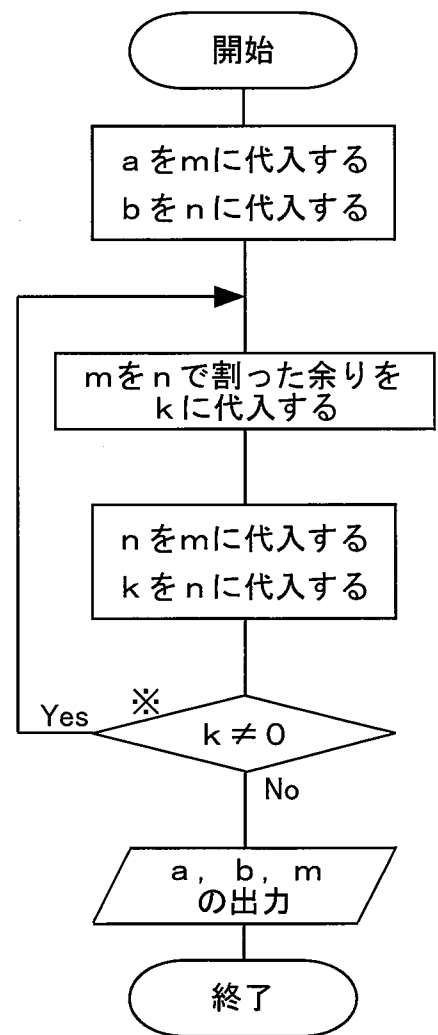 開始
aをmに代入する
bをnに代入する
mをnで割った余りを
kに代入する
nをmに代入する
kをnに代入する
※
Yes
k≠0
No
a, b, m
の出力
終了